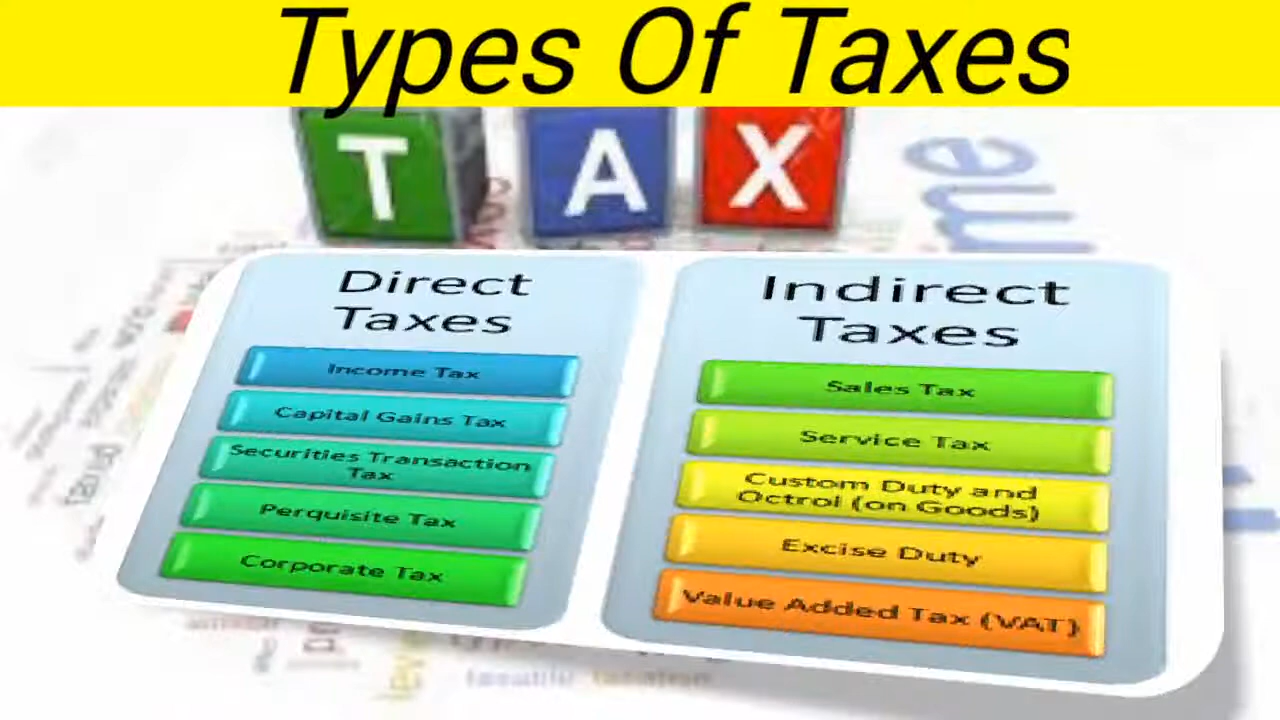 Types Of Taxes
T A X
me
Direct
Taxes
Income Tax
Capital Gains Tax
Securities Transaction
Tax
Perquisite Tax
Corporate Tax
Indirect
Taxes
Sales Tax
Service Tax
Custom Duty and
Octroi (on Goods)
Excise Duty
Value Added Tax (VAT)